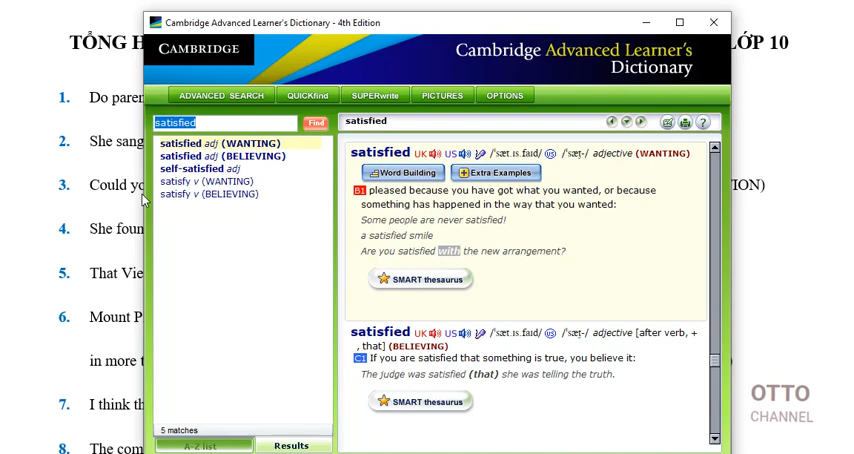 Cambridge Advanced Learner's Dictionary - 4th Edition
TỔNG H
LỚP 10
CAMBRIDGE
Cambridge Advanced Learner's
Dictionary
ADVANCED SEARCH QUICKfind SUPERwrite PICTURES OPTIONS
satisfied Find
satisfied adj (WANTING)
satisfied adj (BELIEVING)
self-satisfied adj
satisfy v (WANTING)
satisfy v (BELIEVING)
5 matches
A-Z list Results
satisfied
satisfied UK US /ˈsæt.ɪs.faɪd/ US /ˈsæt̬-/ adjective (WANTING)
Word Building Extra Examples
B1 pleased because you have got what you wanted, or because
something has happened in the way that you wanted:
Some people are never satisfied!
a satisfied smile
Are you satisfied with the new arrangement?
SMART thesaurus
satisfied UK US /ˈsæt.ɪs.faɪd/ US /ˈsæt̬-/ adjective [after verb, +
, that] (BELIEVING)
C1 If you are satisfied that something is true, you believe it:
The judge was satisfied (that) she was telling the truth.
SMART thesaurus
1. Do paren
2. She sang
3. Could yo
ION)
4. She foun
5. That Vie
6. Mount P
in more t
)
7. I think th
8. The com
OTTO
CHANNEL